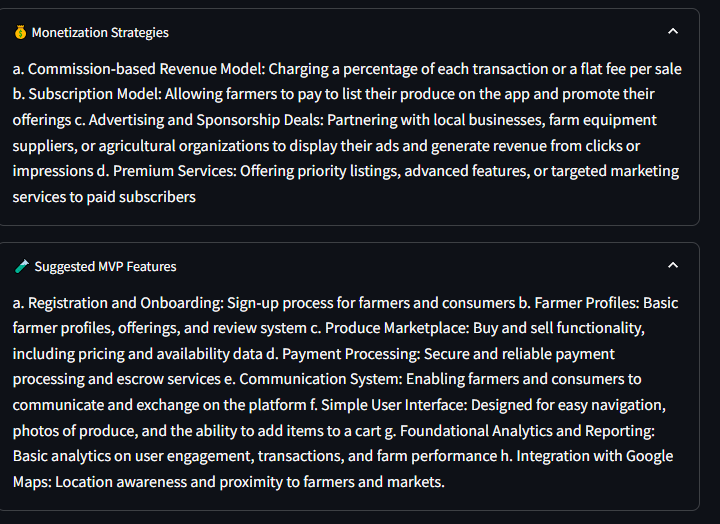 💰 Monetization Strategies
a. Commission-based Revenue Model: Charging a percentage of each transaction or a flat fee per sale
b. Subscription Model: Allowing farmers to pay to list their produce on the app and promote their
offerings c. Advertising and Sponsorship Deals: Partnering with local businesses, farm equipment
suppliers, or agricultural organizations to display their ads and generate revenue from clicks or
impressions d. Premium Services: Offering priority listings, advanced features, or targeted marketing
services to paid subscribers
🧪 Suggested MVP Features
a. Registration and Onboarding: Sign-up process for farmers and consumers b. Farmer Profiles: Basic
farmer profiles, offerings, and review system c. Produce Marketplace: Buy and sell functionality,
including pricing and availability data d. Payment Processing: Secure and reliable payment
processing and escrow services e. Communication System: Enabling farmers and consumers to
communicate and exchange on the platform f. Simple User Interface: Designed for easy navigation,
photos of produce, and the ability to add items to a cart g. Foundational Analytics and Reporting:
Basic analytics on user engagement, transactions, and farm performance h. Integration with Google
Maps: Location awareness and proximity to farmers and markets.